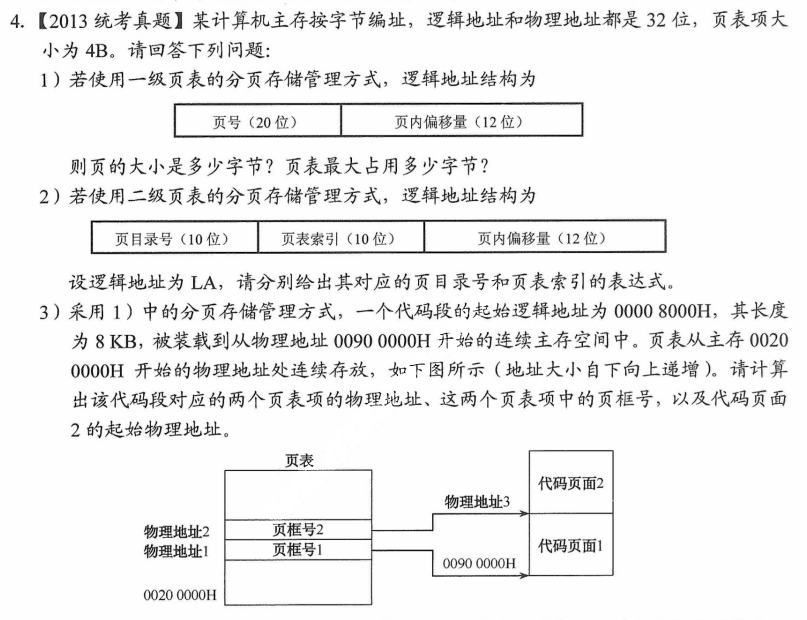 4.【2013 统考真题】某计算机主存按字节编址，逻辑地址和物理地址都是 32 位，页表项大
小为 4B。请回答下列问题:
1）若使用一级页表的分页存储管理方式，逻辑地址结构为
页号（20 位） 页内偏移量（12 位）
则页的大小是多少字节？页表最大占用多少字节？
2）若使用二级页表的分页存储管理方式，逻辑地址结构为
页目录号（10 位） 页表索引（10 位） 页内偏移量（12 位）
设逻辑地址为 LA，请分别给出其对应的页目录号和页表索引的表达式。
3）采用 1）中的分页存储管理方式，一个代码段的起始逻辑地址为 0000 8000H，其长度
为 8 KB，被装载到从物理地址 0090 0000H 开始的连续主存空间中。页表从主存 0020
0000H 开始的物理地址处连续存放，如下图所示（地址大小自下向上递增）。请计算
出该代码段对应的两个页表项的物理地址、这两个页表项中的页框号，以及代码页面
2 的起始物理地址。
页表
代码页面2
物理地址3
物理地址2 页框号2
物理地址1 页框号1
代码页面1
0090 0000H
0020 0000H